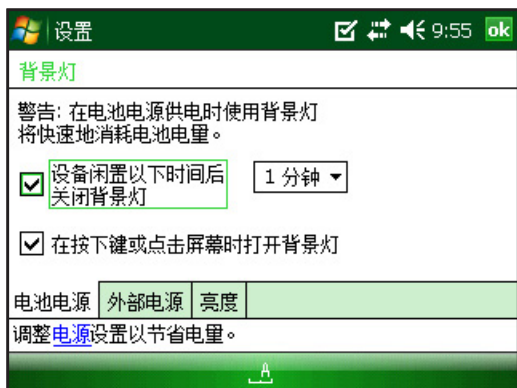 设置 9:55 ok
背景灯
警告: 在电池电源供电时使用背景灯
将快速地消耗电池电量。
设备闲置以下时间后 1 分钟
关闭背景灯
在按下键或点击屏幕时打开背景灯
电池电源 外部电源 亮度
调整电源设置以节省电量。